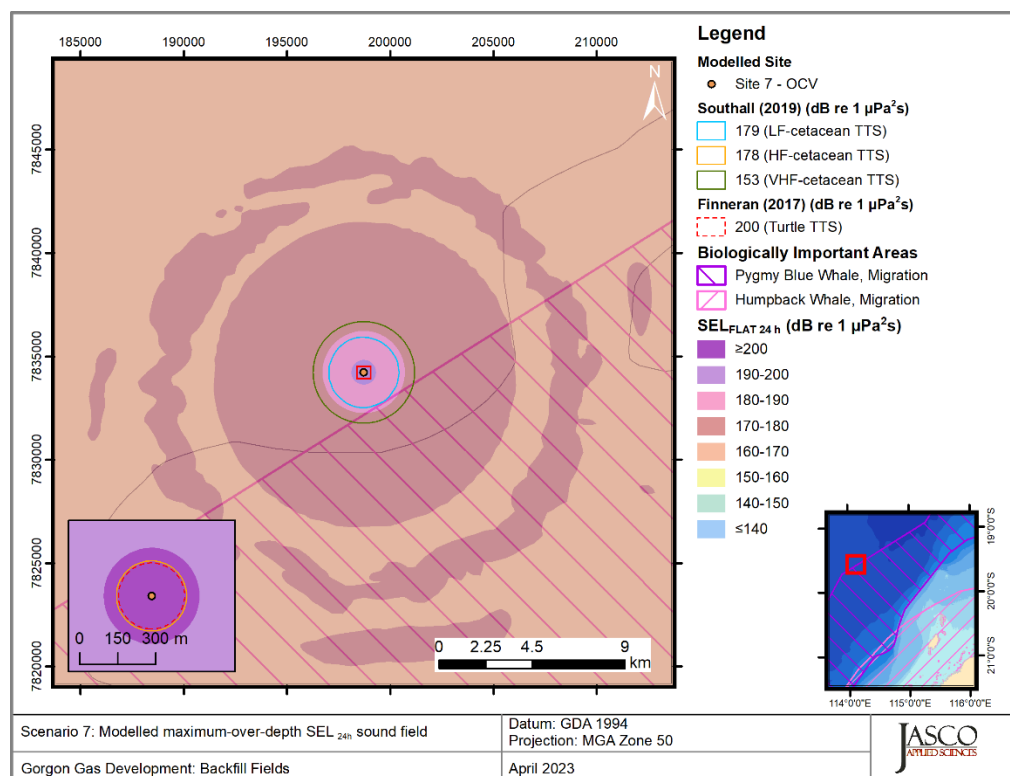 185000 190000 195000 200000 205000 210000
7845000
7840000
7835000
7830000
7825000
7820000
N
0 150 300 m
0 2.25 4.5 9
km
Legend
Modelled Site
Site 7 - OCV
Southall (2019) (dB re 1 µPa²s)
179 (LF-cetacean TTS)
178 (HF-cetacean TTS)
153 (VHF-cetacean TTS)
Finneran (2017) (dB re 1 µPa²s)
200 (Turtle TTS)
Biologically Important Areas
Pygmy Blue Whale, Migration
Humpback Whale, Migration
SELFLAT 24 h (dB re 1 µPa²s)
≥200
190-200
180-190
170-180
160-170
150-160
140-150
≤140
19°0'0"S
20°0'0"S
21°0'0"S
114°0'0"E 115°0'0"E 116°0'0"E
Scenario 7: Modelled maximum-over-depth SEL 24h sound field
Gorgon Gas Development: Backfill Fields
Datum: GDA 1994
Projection: MGA Zone 50
April 2023
JASCO
APPLIED SCIENCES